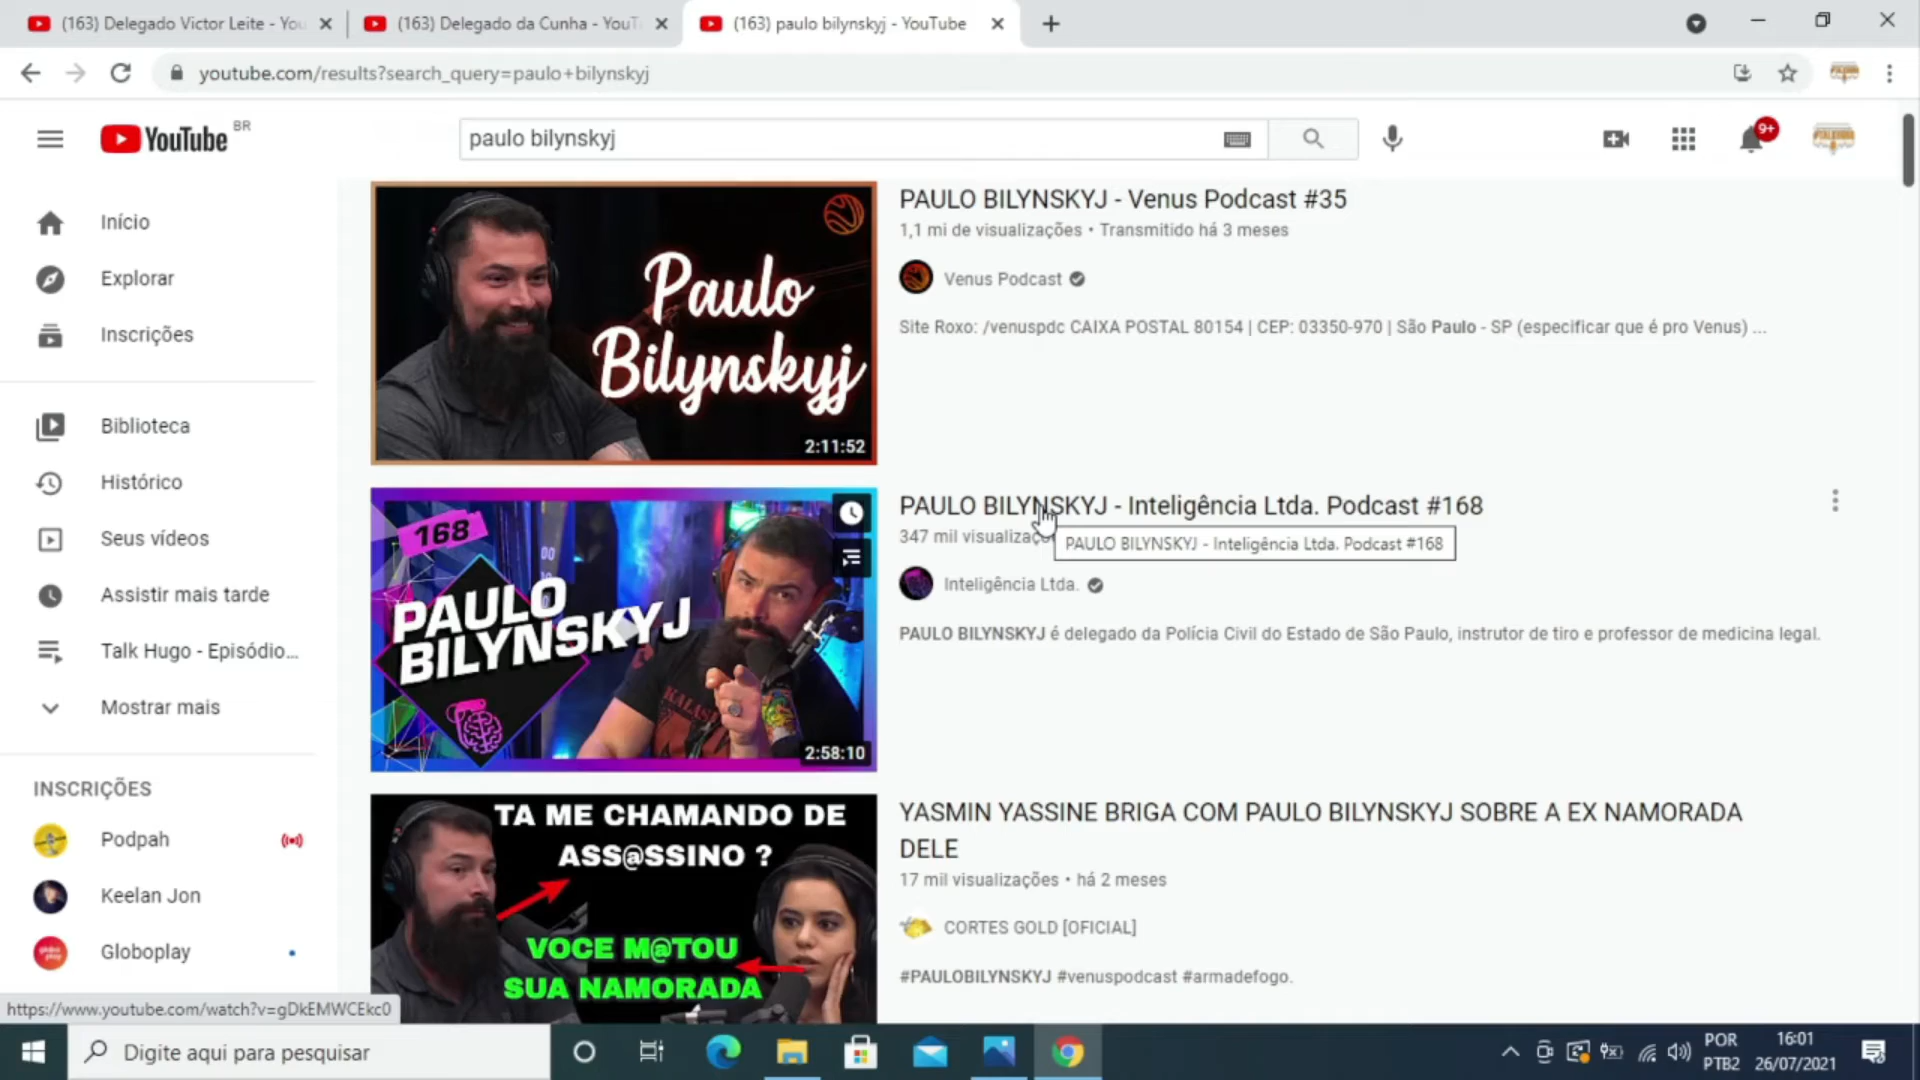 (163) Delegado Victor Leite - You
(163) Delegado da Cunha - YouT
(163) paulo bilynskyj - YouTube
youtube.com/results?search_query=paulo+bilynskyj
YouTube BR
paulo bilynskyj
9+
Início
Explorar
Inscrições
Biblioteca
Histórico
Seus vídeos
Assistir mais tarde
Talk Hugo - Episódio...
Mostrar mais
INSCRIÇÕES
Podpah
Keelan Jon
Globoplay
Paulo
Bilynskyj
2:11:52
PAULO BILYNSKYJ - Venus Podcast #35
1,1 mi de visualizações • Transmitido há 3 meses
Venus Podcast
Site Roxo: /venuspdc CAIXA POSTAL 80154 | CEP: 03350-970 | São Paulo - SP (especificar que é pro Venus) ...
168
PAULO
BILYNSKYJ
KALAS
2:58:10
PAULO BILYNSKYJ - Inteligência Ltda. Podcast #168
347 mil visualizaço
PAULO BILYNSKYJ - Inteligência Ltda. Podcast #168
Inteligência Ltda.
PAULO BILYNSKYJ é delegado da Polícia Civil do Estado de São Paulo, instrutor de tiro e professor de medicina legal.
TA ME CHAMANDO DE
ASS@SSINO ?
VOCE M@TOU
SUA NAMORADA
YASMIN YASSINE BRIGA COM PAULO BILYNSKYJ SOBRE A EX NAMORADA
DELE
17 mil visualizações • há 2 meses
CORTES GOLD [OFICIAL]
#PAULOBILYNSKYJ #venuspodcast #armadefogo.
https://www.youtube.com/watch?v=gDkEMWCEkc0
Digite aqui para pesquisar
POR
PTB2
16:01
26/07/2021